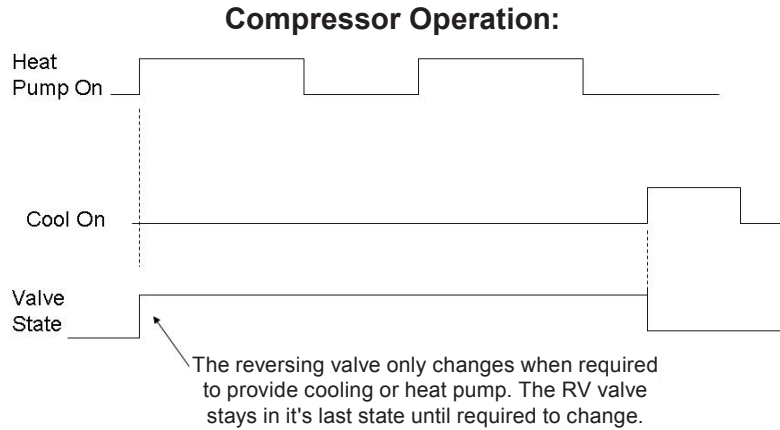 Compressor Operation:
Heat
Pump On
Cool On
Valve
State
The reversing valve only changes when required
to provide cooling or heat pump. The RV valve
stays in it's last state until required to change.